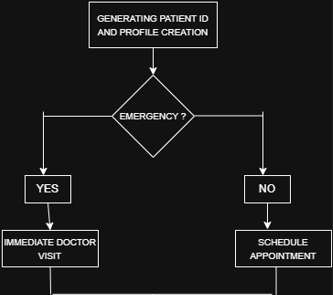 GENERATING PATIENT ID
AND PROFILE CREATION
EMERGENCY ?
YES
NO
IMMEDIATE DOCTOR
VISIT
SCHEDULE
APPOINTMENT